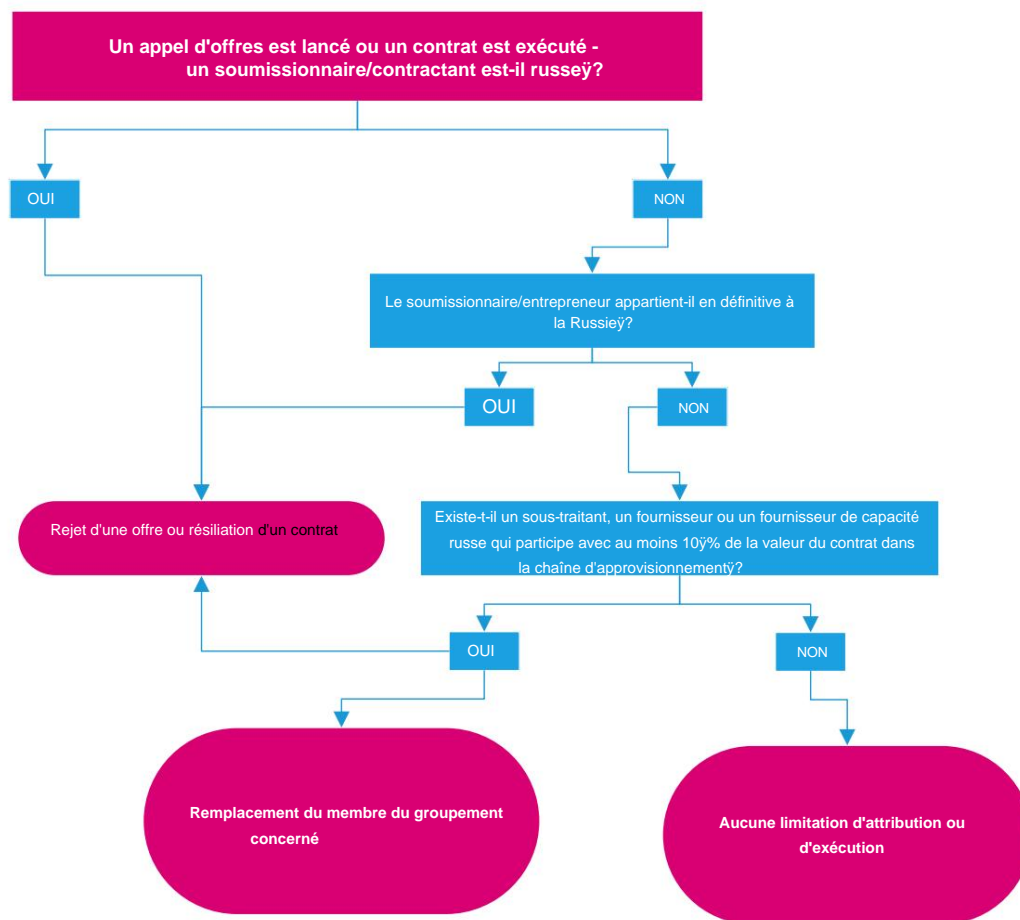 Un appel d'offres est lancé ou un contrat est exécuté -
un soumissionnaire/contractant est-il russeÿ?
OUI
NON
Le soumissionnaire/entrepreneur appartient-il en définitive à
la Russieÿ?
OUI
NON
Rejet d'une offre ou résiliation d'un contrat
Existe-t-il un sous-traitant, un fournisseur ou un fournisseur de capacité
russe qui participe avec au moins 10ÿ% de la valeur du contrat dans
la chaîne d'approvisionnementÿ?
OUI
NON
Remplacement du membre du groupement
concerné
Aucune limitation d'attribution ou
d'exécution